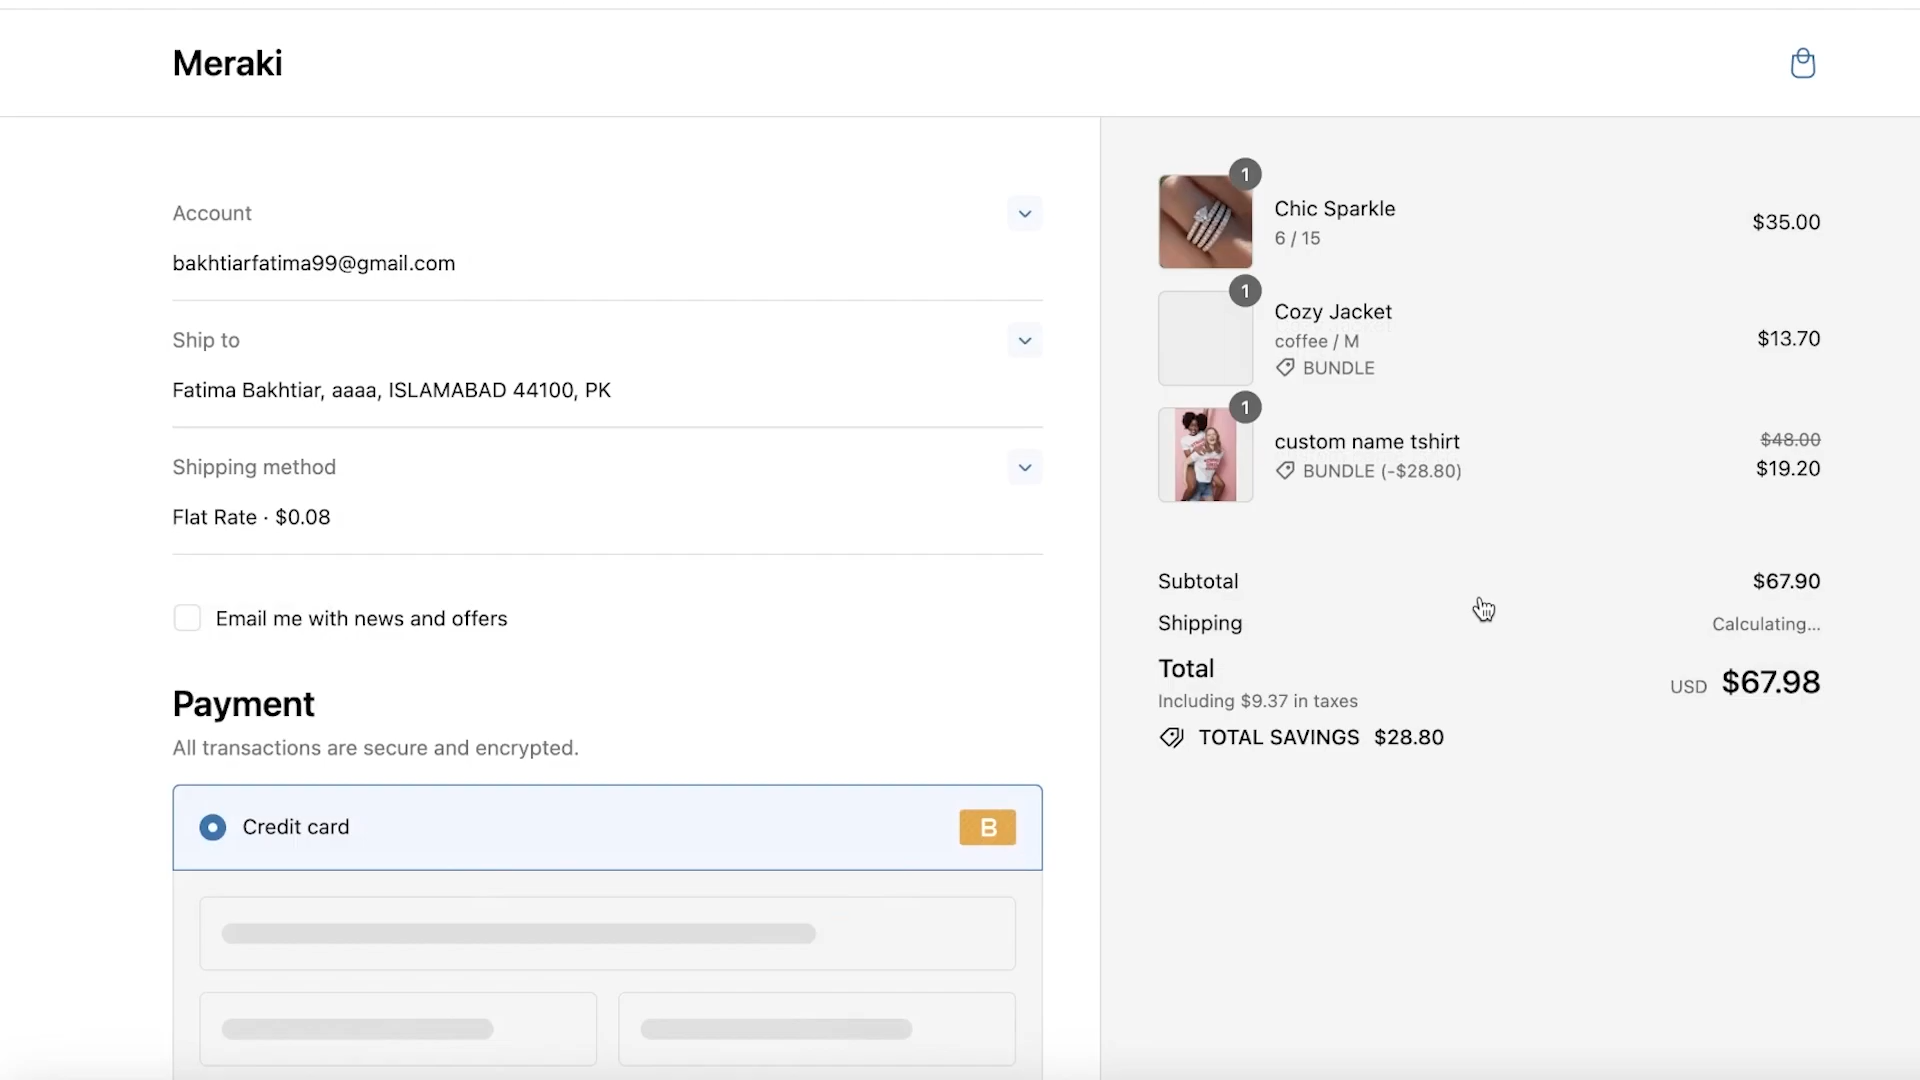 Meraki
Account
bakhtiarfatima99@gmail.com
Ship to
Fatima Bakhtiar, aaaa, ISLAMABAD 44100, PK
Shipping method
Flat Rate · $0.08
Email me with news and offers
Payment
All transactions are secure and encrypted.
Credit card
B
1
Chic Sparkle
6 / 15
$35.00
1
Cozy Jacket
coffee / M
BUNDLE
$13.70
1
custom name tshirt
BUNDLE (-$28.80)
$48.00
$19.20
Subtotal $67.90
Shipping Calculating...
Total USD $67.98
Including $9.37 in taxes
TOTAL SAVINGS $28.80